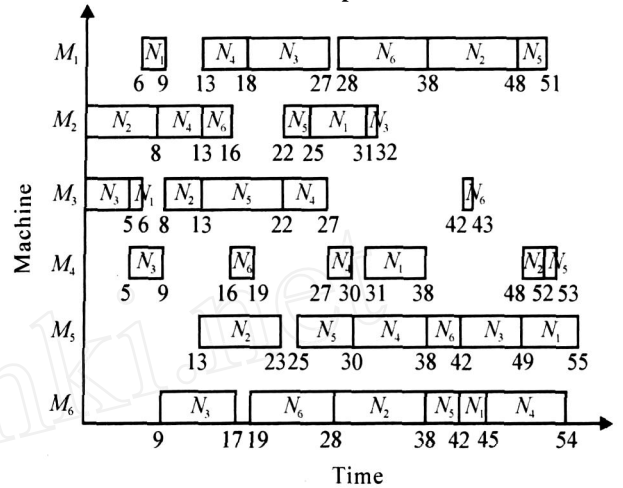 M₁ N₁ N₄ N₃ N₆ N₂ N₅
6 9 13 18 27 28 38 48 51
M₂ N₂ N₄ N₆ N₅ N₁ N₃
8 13 16 22 25 31 32
M₃ N₃ N₁ N₂ N₅ N₄ N₆
5 6 8 13 22 27 42 43
M₄ N₃ N₆ N₄ N₁ N₂ N₅
5 9 16 19 27 30 31 38 48 52 53
M₅ N₂ N₅ N₄ N₆ N₃ N₁
13 23 25 30 38 42 49 55
M₆ N₃ N₆ N₂ N₅ N₁ N₄
9 17 19 28 38 42 45 54
Machine
Time